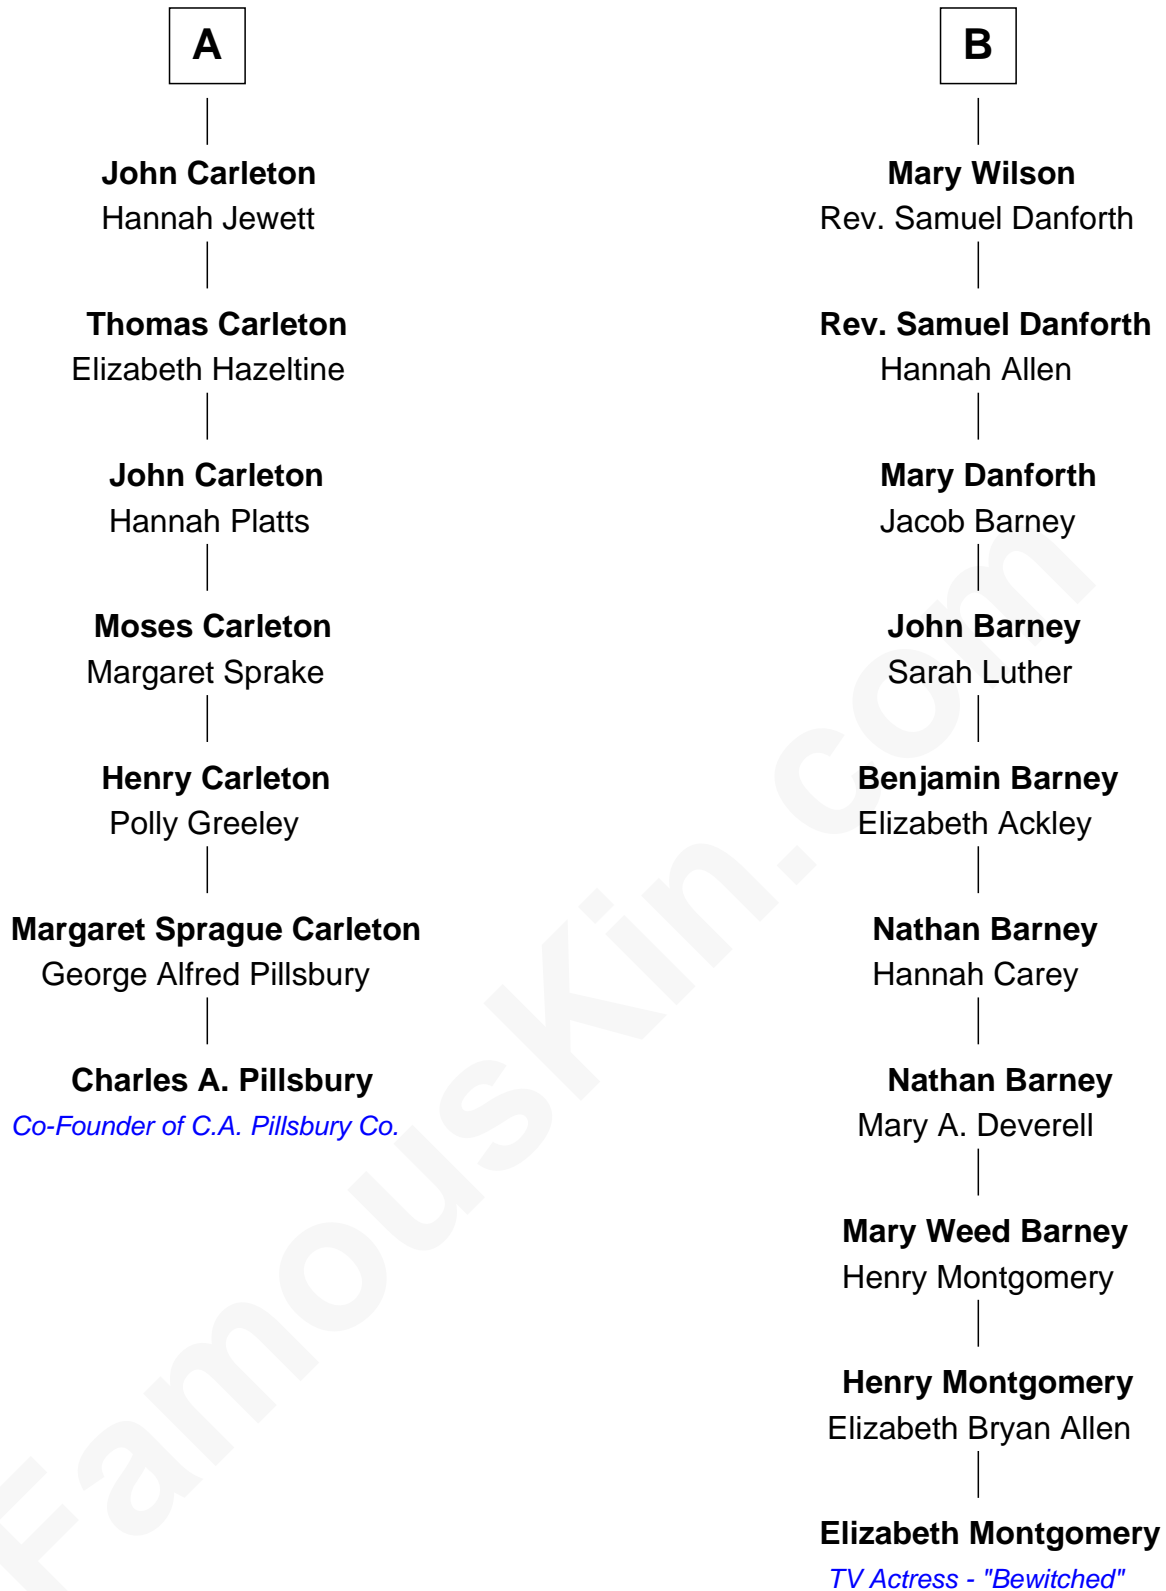 A
John Carleton
Hannah Jewett
Thomas Carleton
Elizabeth Hazeltine
John Carleton
Hannah Platts
Moses Carleton
Margaret Sprake
Henry Carleton
Polly Greeley
Margaret Sprague Carleton
George Alfred Pillsbury
Charles A. Pillsbury
Co-Founder of C.A. Pillsbury Co.
B
Mary Wilson
Rev. Samuel Danforth
Rev. Samuel Danforth
Hannah Allen
Mary Danforth
Jacob Barney
John Barney
Sarah Luther
Benjamin Barney
Elizabeth Ackley
Nathan Barney
Hannah Carey
Nathan Barney
Mary A. Deverell
Mary Weed Barney
Henry Montgomery
Henry Montgomery
Elizabeth Bryan Allen
Elizabeth Montgomery
TV Actress - "Bewitched"
FamousKin.com